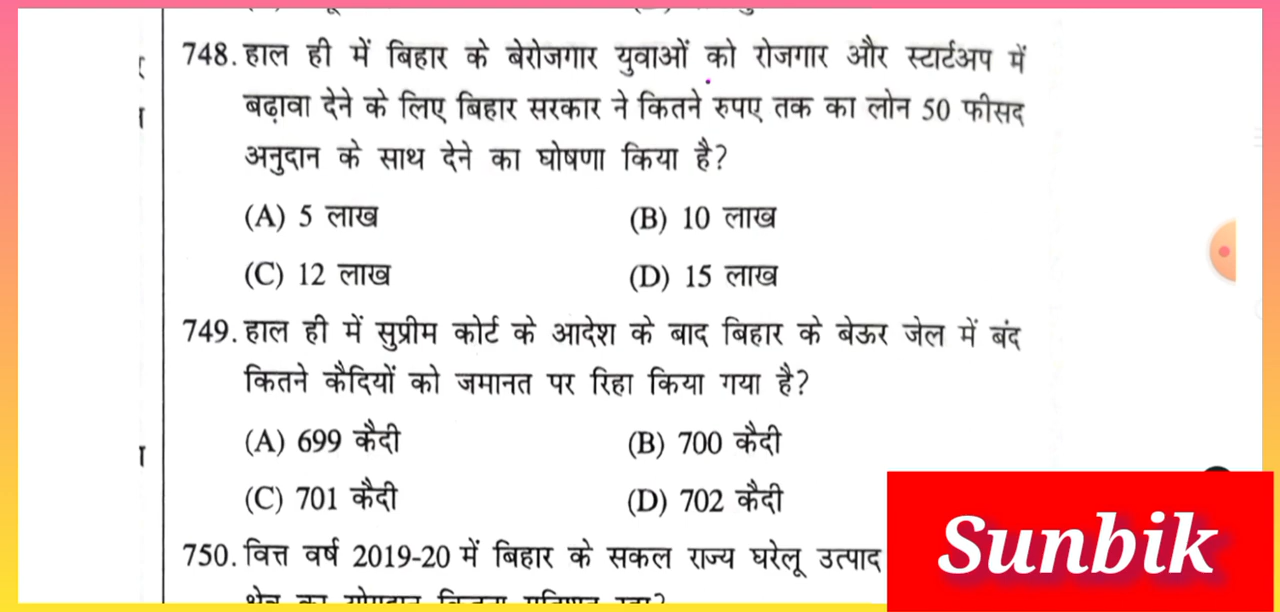 748. हाल ही में बिहार के बेरोजगार युवाओं को रोजगार और स्टार्टअप में
बढ़ावा देने के लिए बिहार सरकार ने कितने रुपए तक का लोन 50 फीसद
अनुदान के साथ देने का घोषणा किया है?
(A) 5 लाख (B) 10 लाख
(C) 12 लाख (D) 15 लाख
749. हाल ही में सुप्रीम कोर्ट के आदेश के बाद बिहार के बेऊर जेल में बंद
कितने कैदियों को जमानत पर रिहा किया गया है?
(A) 699 कैदी (B) 700 कैदी
(C) 701 कैदी (D) 702 कैदी
750. वित्त वर्ष 2019-20 में बिहार के सकल राज्य घरेलू उत्पाद
Sunbik